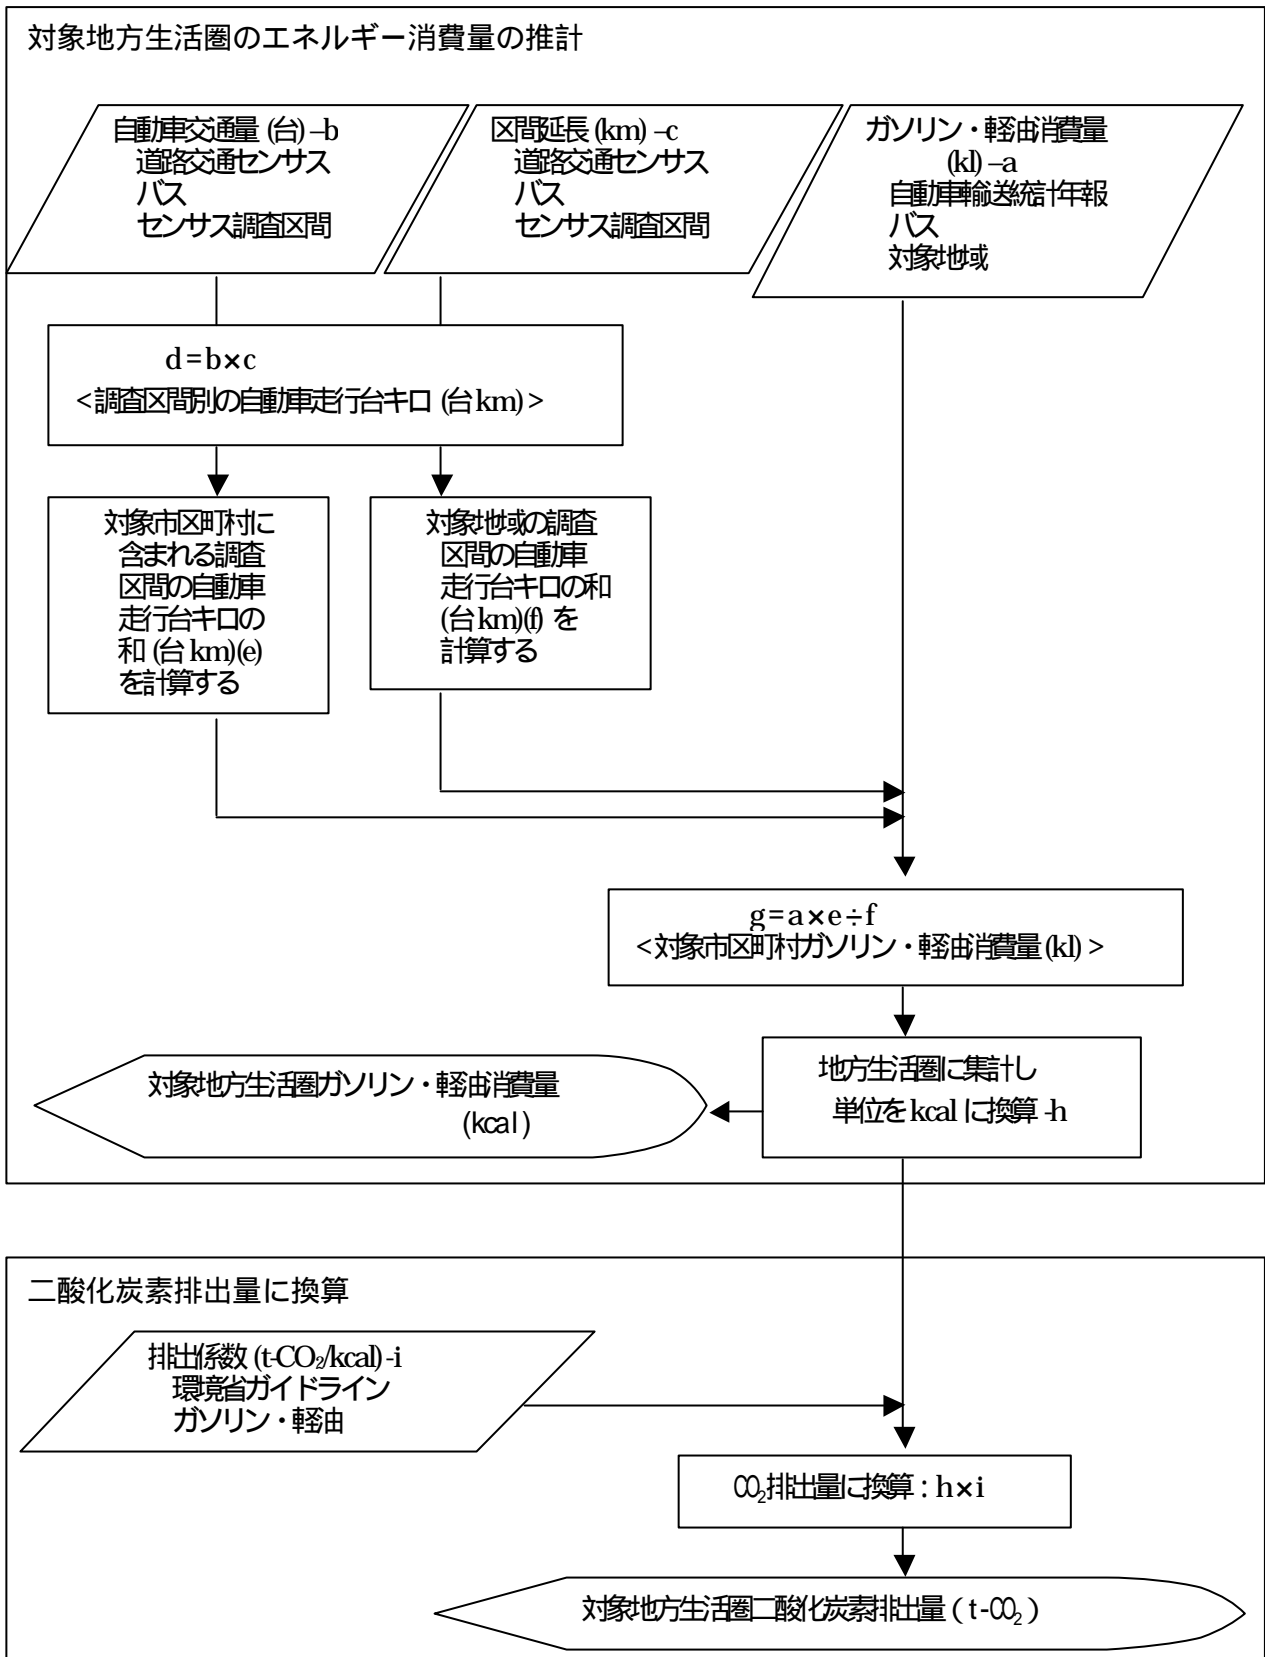 対象地方生活圏のエネルギー消費量の推計
自動車交通量 (台) –b
道路交通センサス
バス
センサス調査区間
区間延長 (km) –c
道路交通センサス
バス
センサス調査区間
ガソリン・軽油消費量
(kl) –a
自動車輸送統計年報
バス
対象地域
d=b×c
<調査区間別の自動車走行台キロ (台km) >
対象市区町村に
含まれる調査
区間の自動車
走行台キロの
和 (台 km)(e)
を計算する
対象地域の調査
区間の自動車
走行台キロの和
(台 km)(f) を
計算する
g=a×e÷f
<対象市区町村ガソリン・軽油消費量 (kl) >
地方生活圏に集計し
単位を kcal に換算 -h
対象地方生活圏ガソリン・軽油消費量
(kcal)
二酸化炭素排出量に換算
排出係数 (t-CO₂/kcal) -i
環境省ガイドライン
ガソリン・軽油
CO₂排出量に換算 : h×i
対象地方生活圏二酸化炭素排出量 ( t-CO₂ )